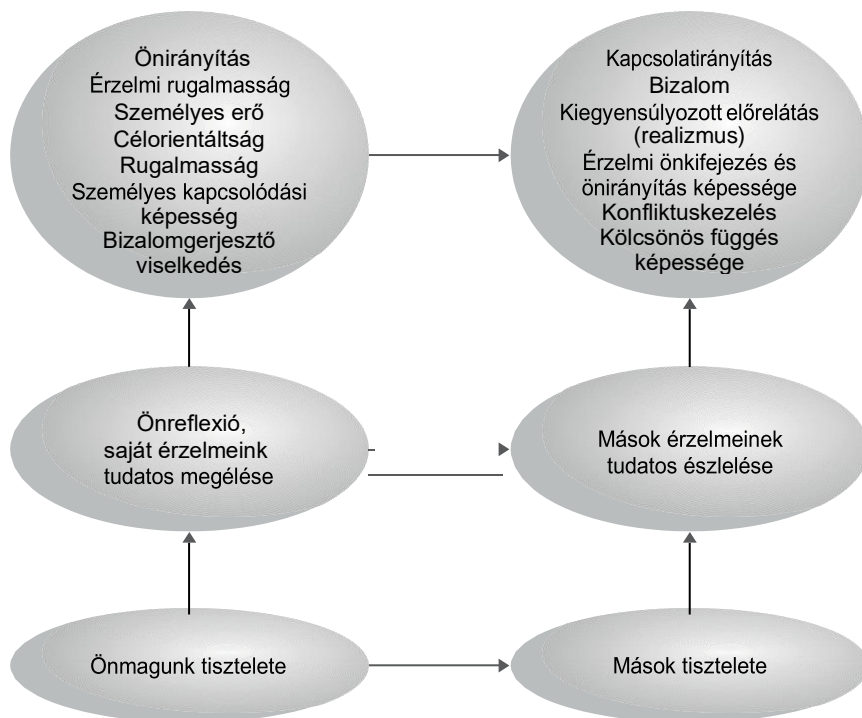 Önirányítás
Érzelmi rugalmasság
Személyes erő
Célorientáltság
Rugalmasság
Személyes kapcsolódási
képesség
Bizalomgerjesztő
viselkedés
Kapcsolatirányítás
Bizalom
Kiegyensúlyozott előrelátás
(realizmus)
Érzelmi önkifejezés és
önirányítás képessége
Konfliktuskezelés
Kölcsönös függés
képessége
Önreflexió,
saját érzelmeink
tudatos megélése
Mások érzelmeinek
tudatos észlelése
Önmagunk tisztelete
Mások tisztelete